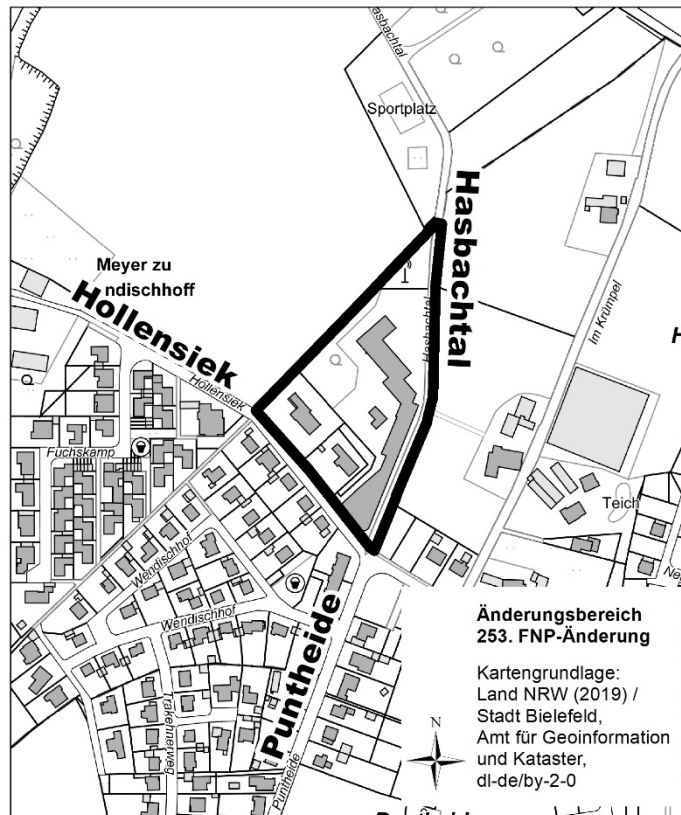 asbachtal
Sportplatz
Hasbachtal
Meyer zu
ndischhoff
Hollensiek
Hollensiek
Hasbachtal
Im Krümpel
H
Fuchskamp
Teich
Wendischhof
Wendischhof
Puntheide
Trakehnerweg
Puntheide
Änderungsbereich
253. FNP-Änderung
Kartengrundlage:
Land NRW (2019) /
Stadt Bielefeld,
Amt für Geoinformation
und Kataster,
dl-de/by-2-0
N